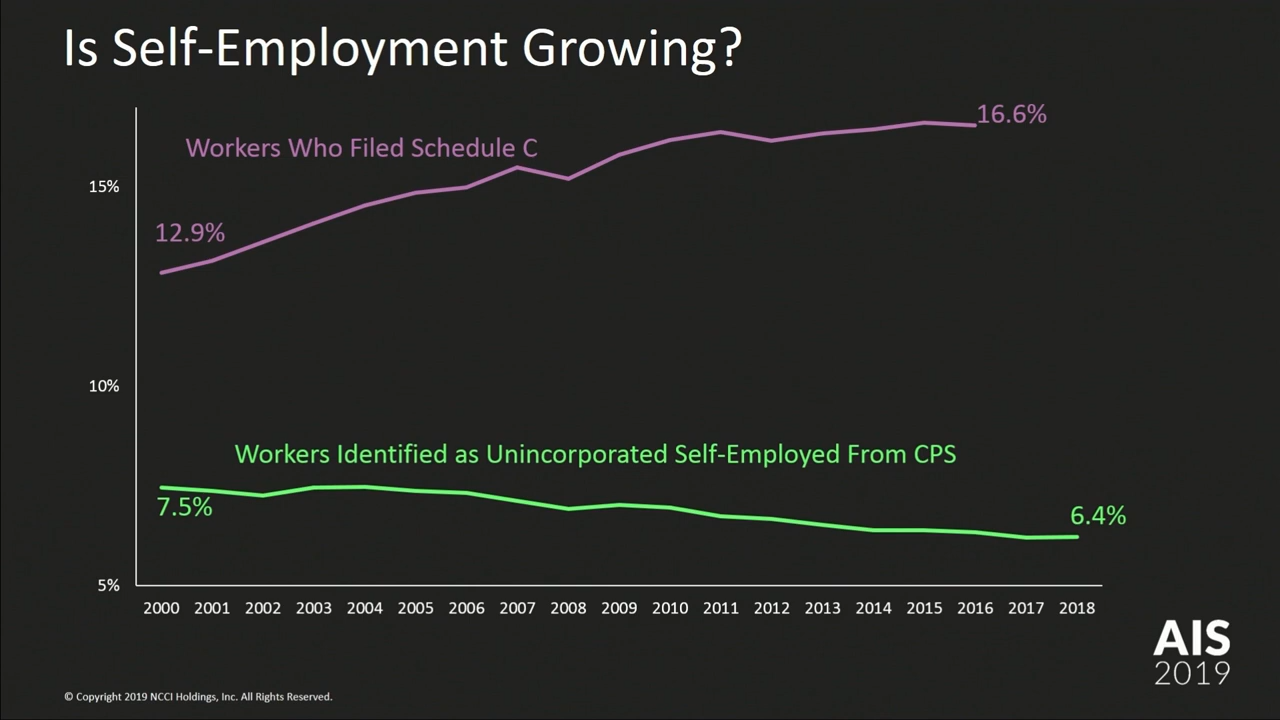 Is Self-Employment Growing?
16.6%
Workers Who Filed Schedule C
15%
12.9%
10%
Workers Identified as Unincorporated Self-Employed From CPS
7.5%
6.4%
5%
2000 2001 2002 2003 2004 2005 2006 2007 2008 2009 2010 2011 2012 2013 2014 2015 2016 2017 2018
AIS
2019
© Copyright 2019 NCCI Holdings, Inc. All Rights Reserved.